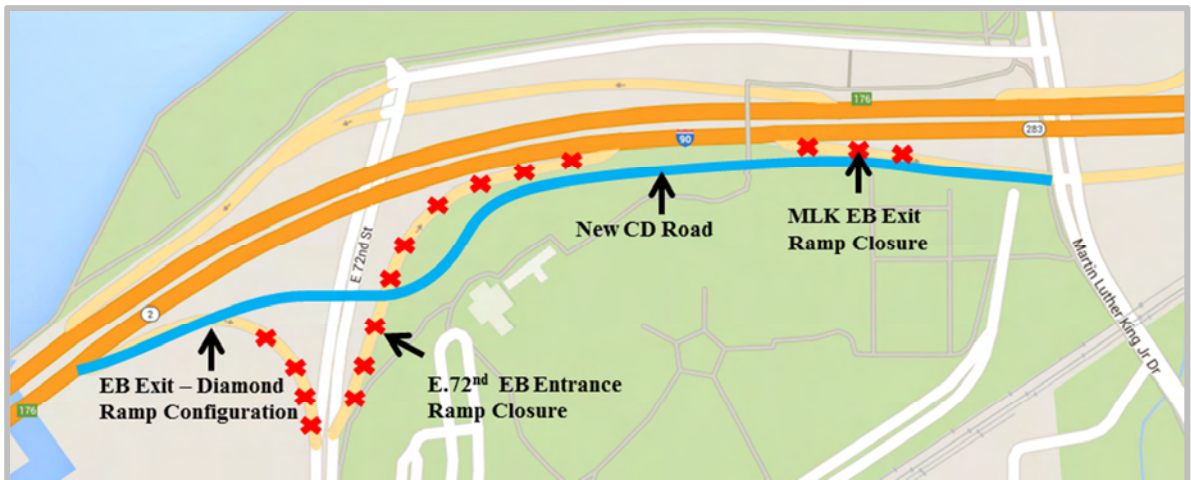 176
90
283
E 72nd St
New CD Road
MLK EB Exit
Ramp Closure
Martin Luther King Jr Dr
2
EB Exit – Diamond
Ramp Configuration
E.72nd EB Entrance
Ramp Closure
176